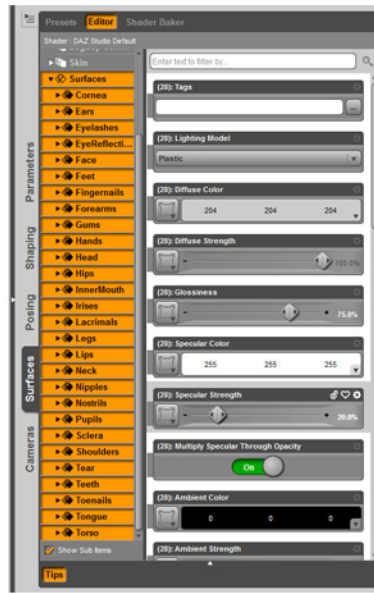 Presets Editor Shader Baker
Shader : DAZ Studio Default
Skin
Surfaces
Cornea
Ears
Eyelashes
EyeReflecti...
Face
Feet
Fingernails
Forearms
Gums
Hands
Head
Hips
InnerMouth
Irises
Lacrimals
Legs
Lips
Neck
Nipples
Nostrils
Pupils
Sclera
Shoulders
Tear
Teeth
Toenails
Tongue
Torso
Show Sub Items
Tips
Parameters
Shaping
Posing
Surfaces
Cameras
Enter text to filter by...
(28): Tags
...
(28): Lighting Model
Plastic
(28): Diffuse Color
204 204 204
(28): Diffuse Strength
100.0%
(28): Glossiness
75.0%
(28): Specular Color
255 255 255
(28): Specular Strength
20.0%
(28): Multiply Specular Through Opacity
On
(28): Ambient Color
0 0 0
(28): Ambient Strength